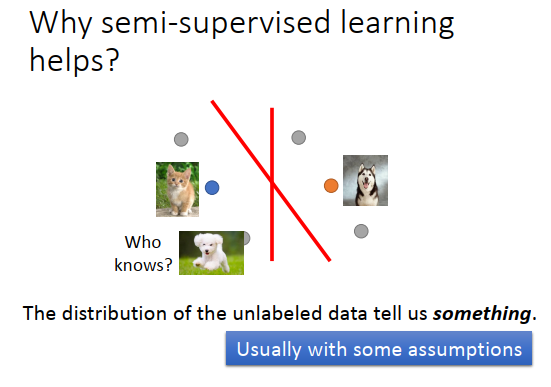 Why semi-supervised learning
helps?
Who
knows?
The distribution of the unlabeled data tell us something.
Usually with some assumptions